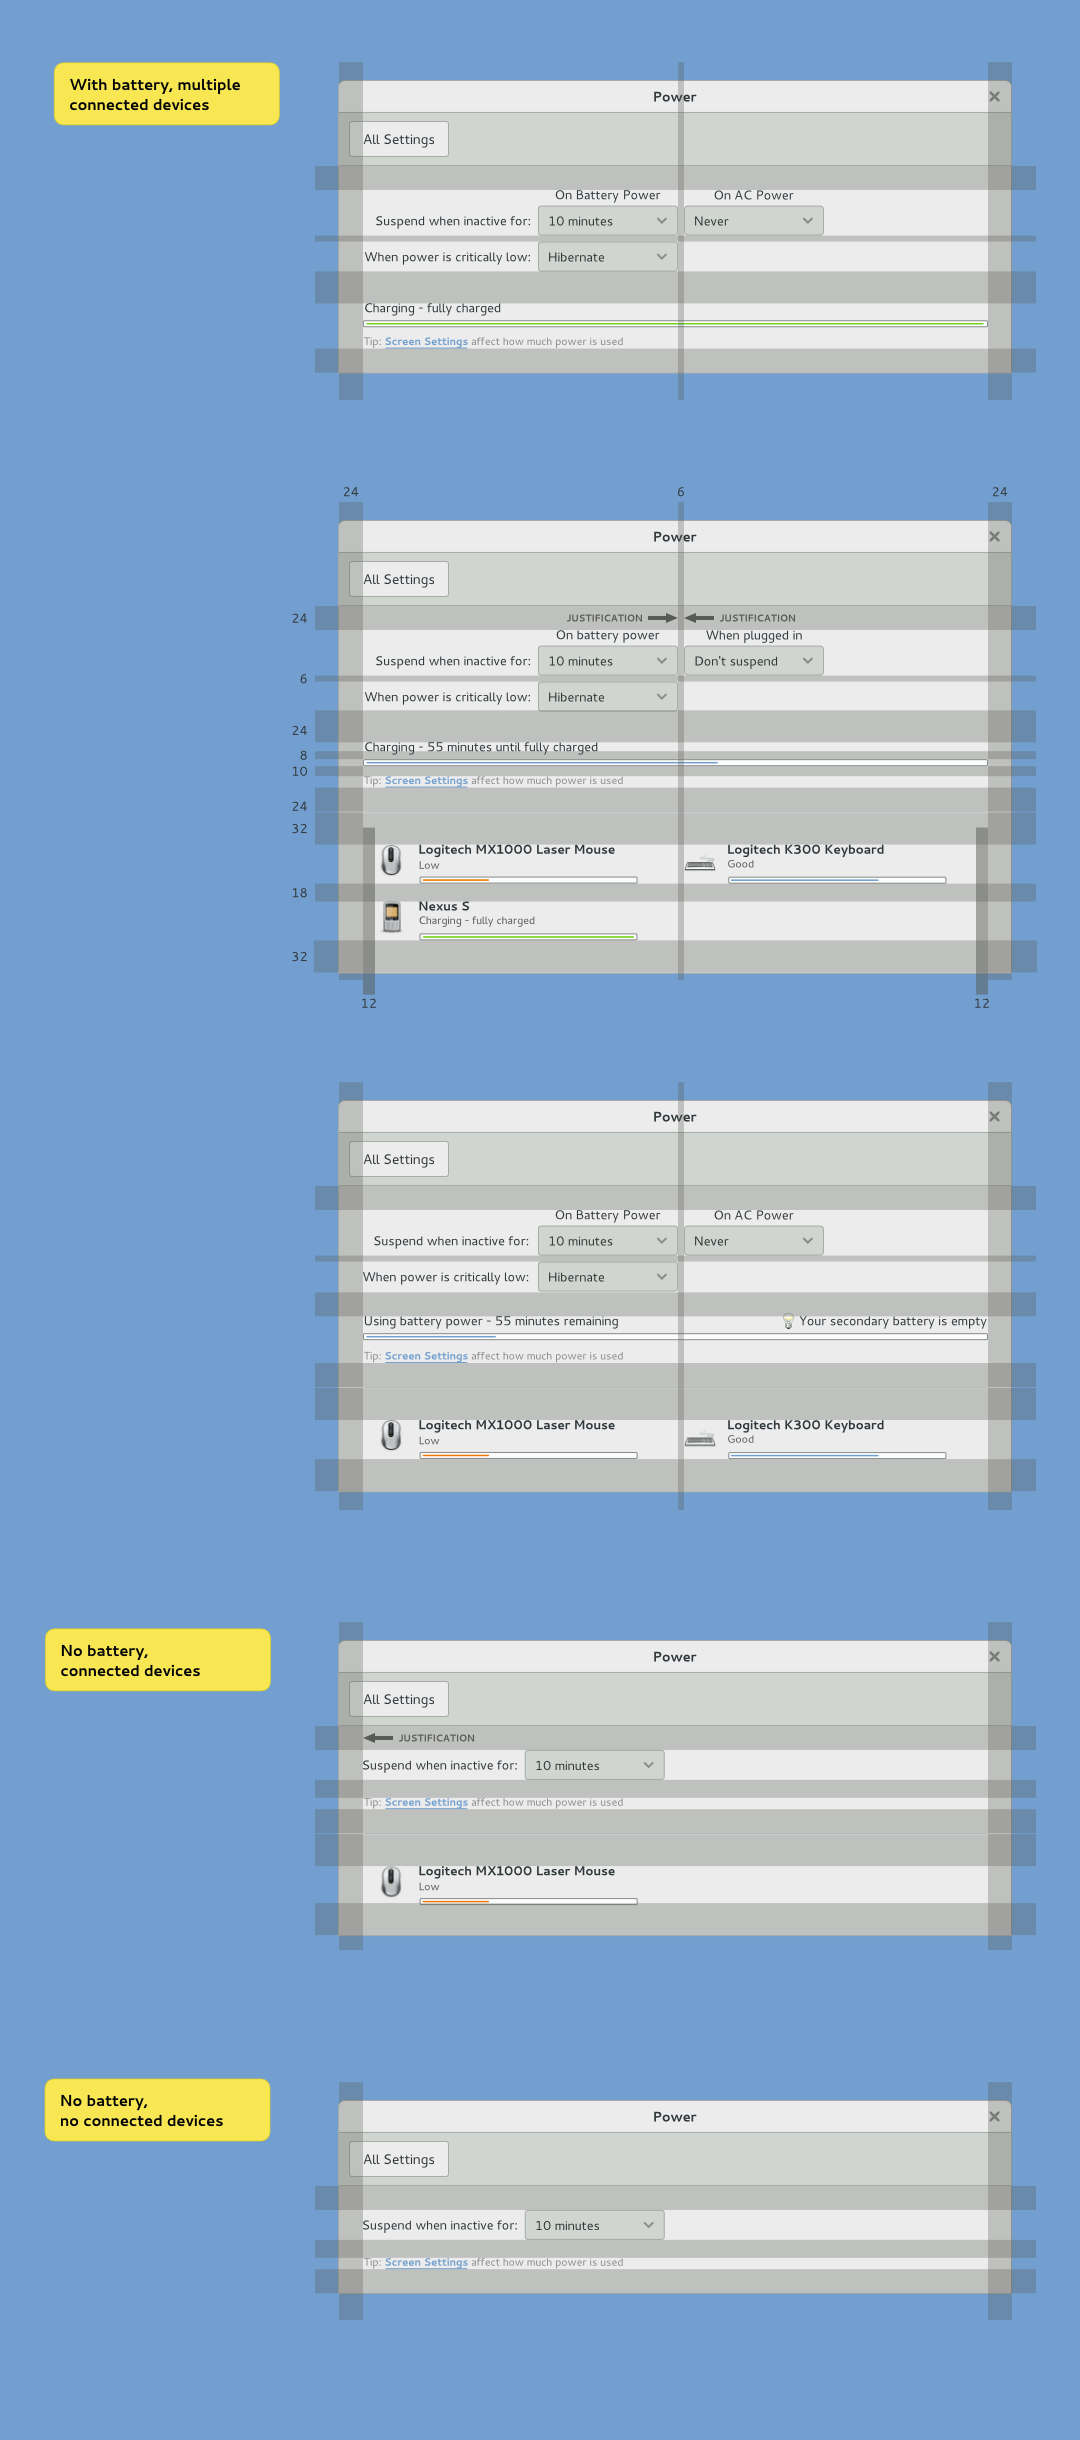 With battery, multiple
connected devices
Power
All Settings
On Battery Power On AC Power
Suspend when inactive for: 10 minutes Never
When power is critically low: Hibernate
Charging - fully charged
Tip: Screen Settings affect how much power is used
24 6 24
Power
All Settings
24 JUSTIFICATION JUSTIFICATION
On battery power When plugged in
Suspend when inactive for: 10 minutes Don't suspend
6
When power is critically low: Hibernate
24
Charging - 55 minutes until fully charged
8
10
Tip: Screen Settings affect how much power is used
24
32
Logitech MX1000 Laser Mouse Logitech K300 Keyboard
Low Good
18
Nexus S
Charging - fully charged
32
12 12
Power
All Settings
On Battery Power On AC Power
Suspend when inactive for: 10 minutes Never
When power is critically low: Hibernate
Using battery power - 55 minutes remaining Your secondary battery is empty
Tip: Screen Settings affect how much power is used
Logitech MX1000 Laser Mouse Logitech K300 Keyboard
Low Good
No battery,
connected devices
Power
All Settings
JUSTIFICATION
Suspend when inactive for: 10 minutes
Tip: Screen Settings affect how much power is used
Logitech MX1000 Laser Mouse
Low
No battery,
no connected devices
Power
All Settings
Suspend when inactive for: 10 minutes
Tip: Screen Settings affect how much power is used